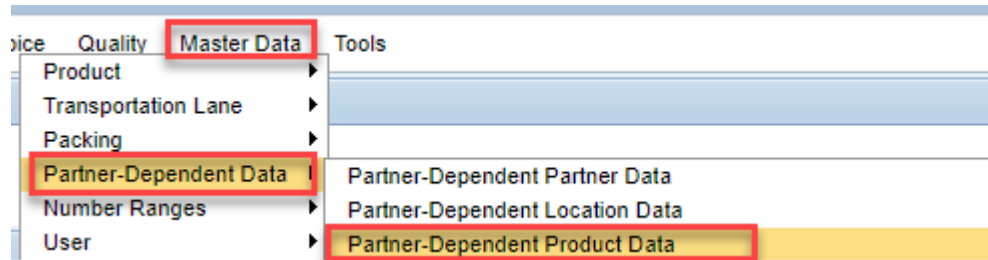 Quality Master Data Tools
Product
Transportation Lane
Packing
Partner-Dependent Data Partner-Dependent Partner Data
Number Ranges Partner-Dependent Location Data
User Partner-Dependent Product Data